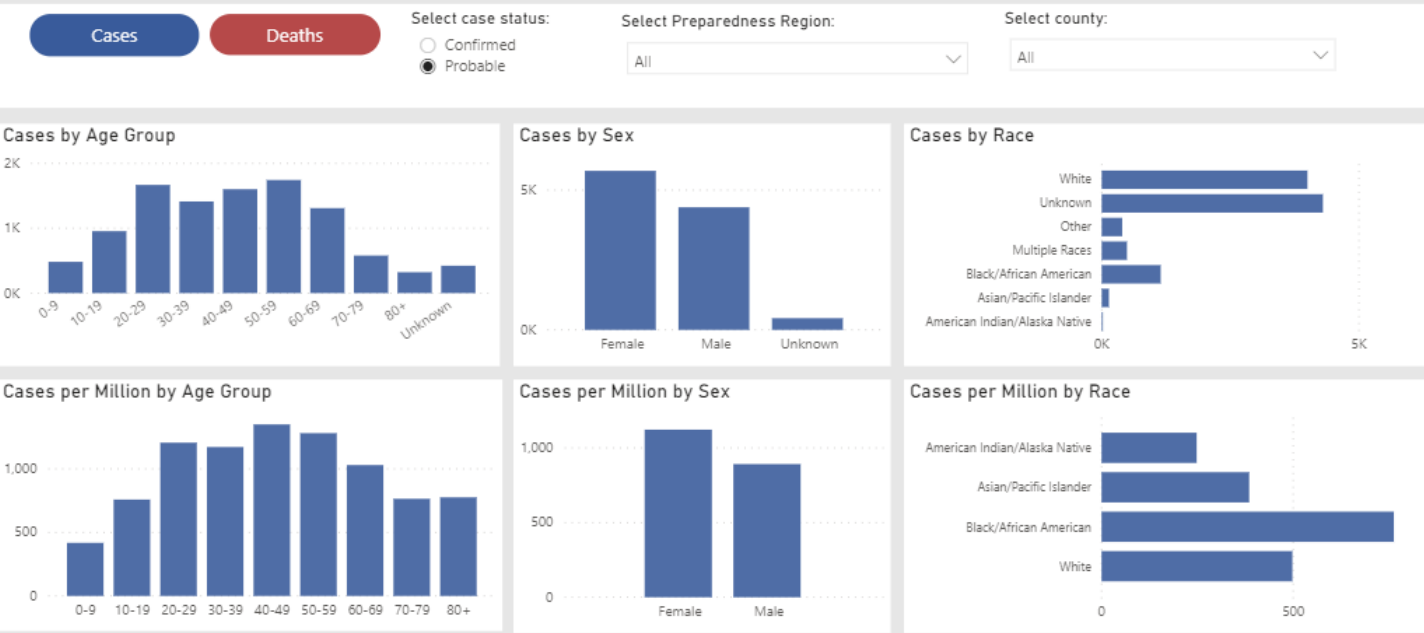 Cases
Deaths
Select case status:
Confirmed
Probable
Select Preparedness Region:
All
Select county:
All
Cases by Age Group
2K
1K
0K
0-9
10-19
20-29
30-39
40-49
50-59
60-69
70-79
80+
Unknown
Cases by Sex
5K
0K
Female
Male
Unknown
Cases by Race
White
Unknown
Other
Multiple Races
Black/African American
Asian/Pacific Islander
American Indian/Alaska Native
0K
5K
Cases per Million by Age Group
1,000
500
0
0-9
10-19
20-29
30-39
40-49
50-59
60-69
70-79
80+
Cases per Million by Sex
1,000
500
0
Female
Male
Cases per Million by Race
American Indian/Alaska Native
Asian/Pacific Islander
Black/African American
White
0
500